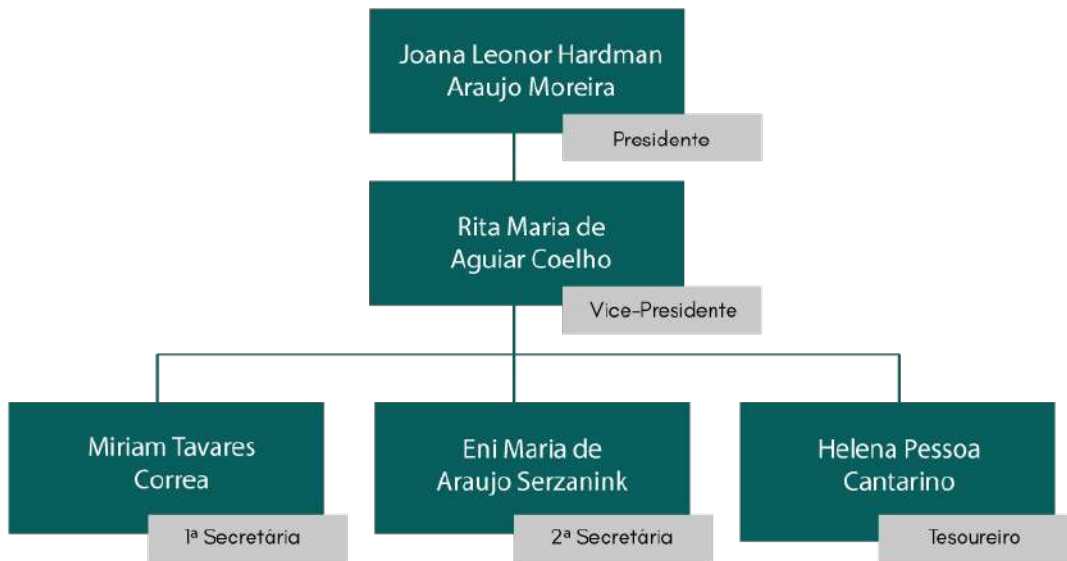 Joana Leonor Hardman
Araujo Moreira
Presidente
Rita Maria de
Aguiar Coelho
Vice-Presidente
Miriam Tavares
Correa
1ª Secretária
Eni Maria de
Araujo Serzanink
2ª Secretária
Helena Pessoa
Cantarino
Tesoureiro